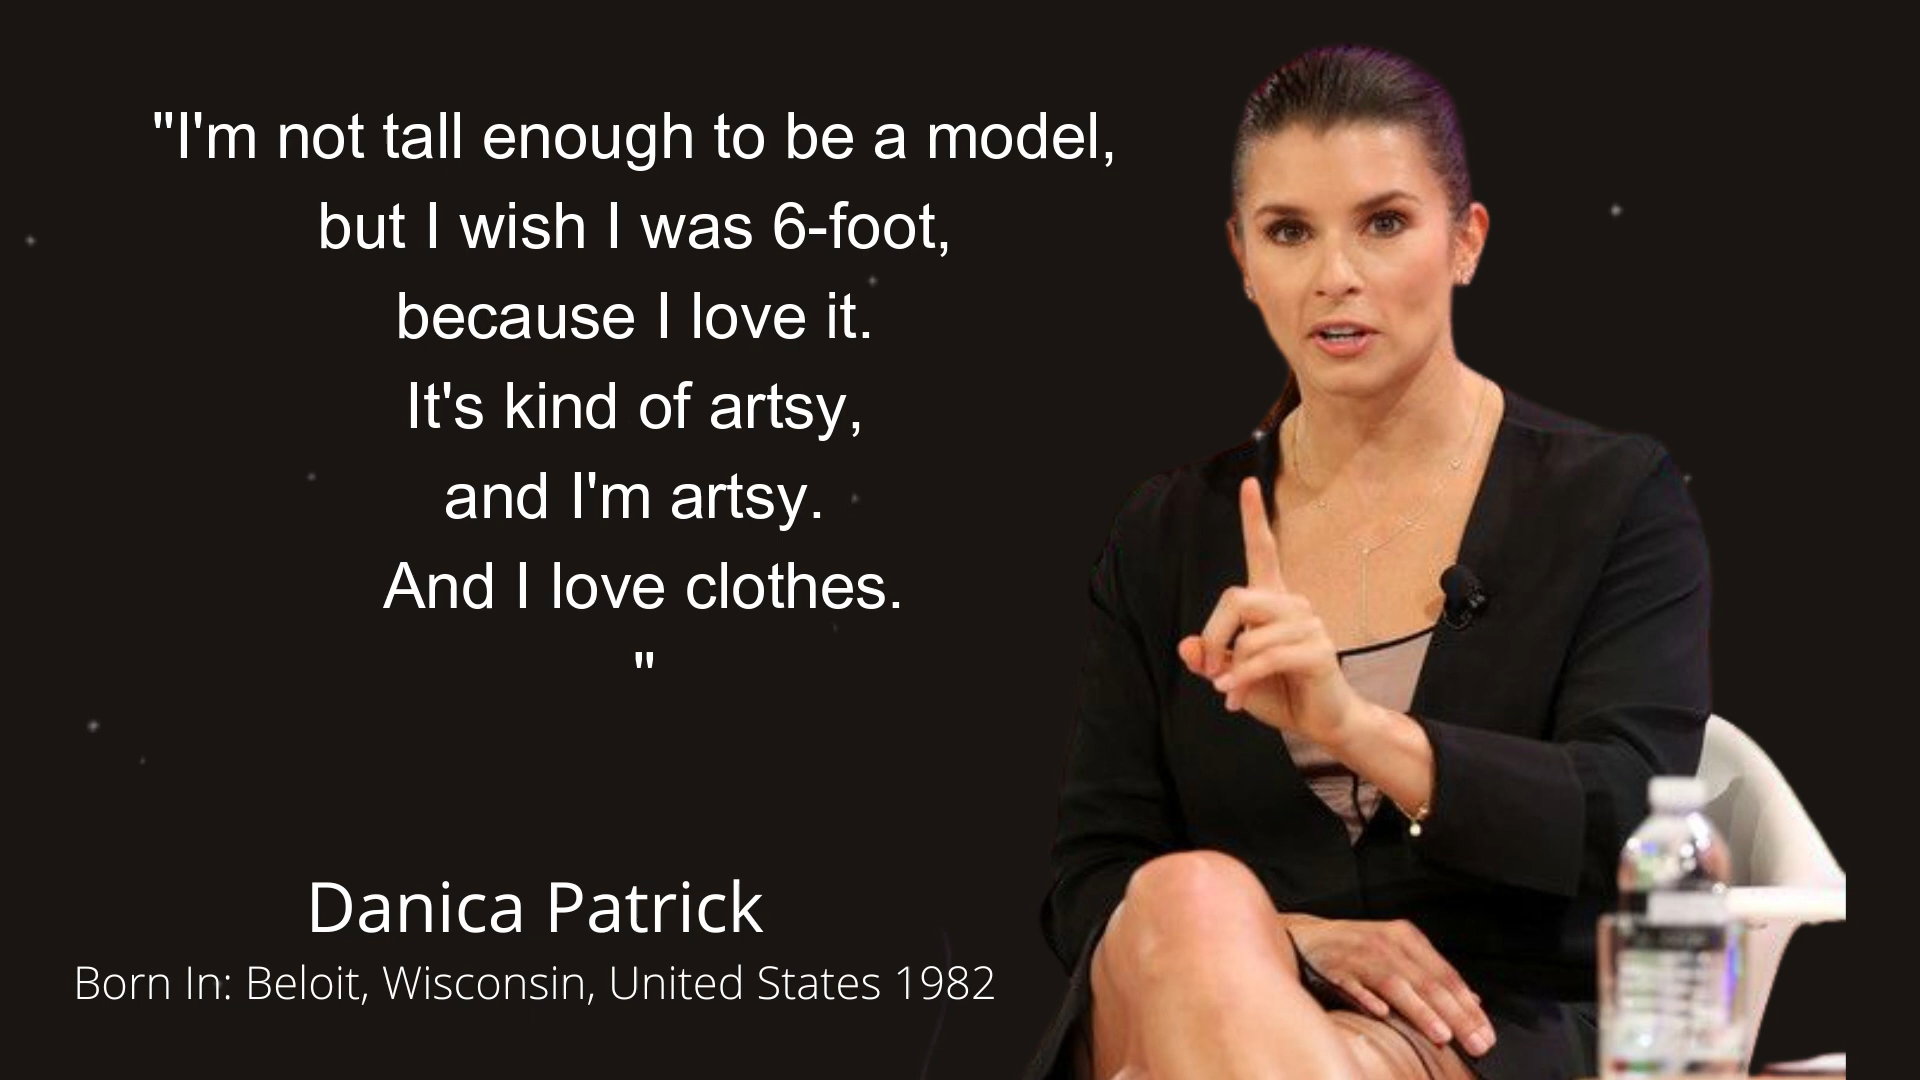 "I'm not tall enough to be a model,
but I wish I was 6-foot,
because I love it.
It's kind of artsy,
and I'm artsy.
And I love clothes.
"
Danica Patrick
Born In: Beloit, Wisconsin, United States 1982